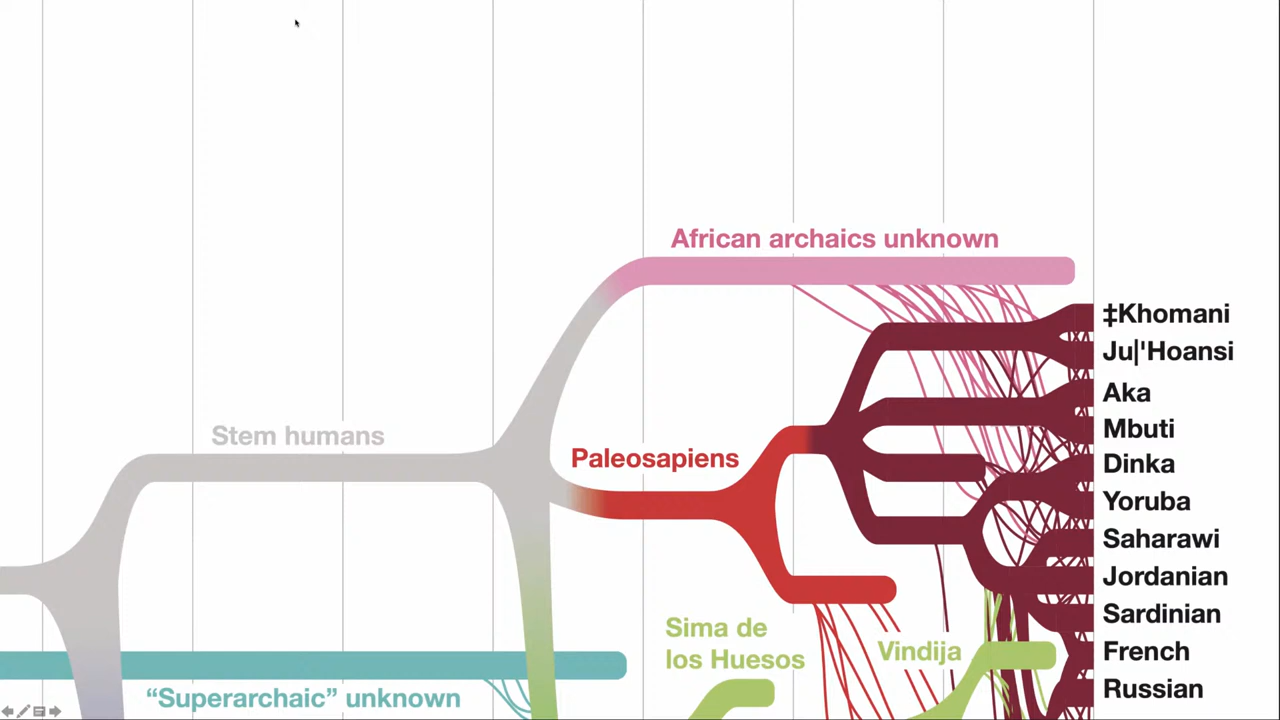 African archaics unknown
‡Khomani
Ju|'Hoansi
Aka
Stem humans
Mbuti
Paleosapiens
Dinka
Yoruba
Saharawi
Jordanian
Sardinian
Sima de
los Huesos
Vindija
French
Russian
“Superarchaic” unknown